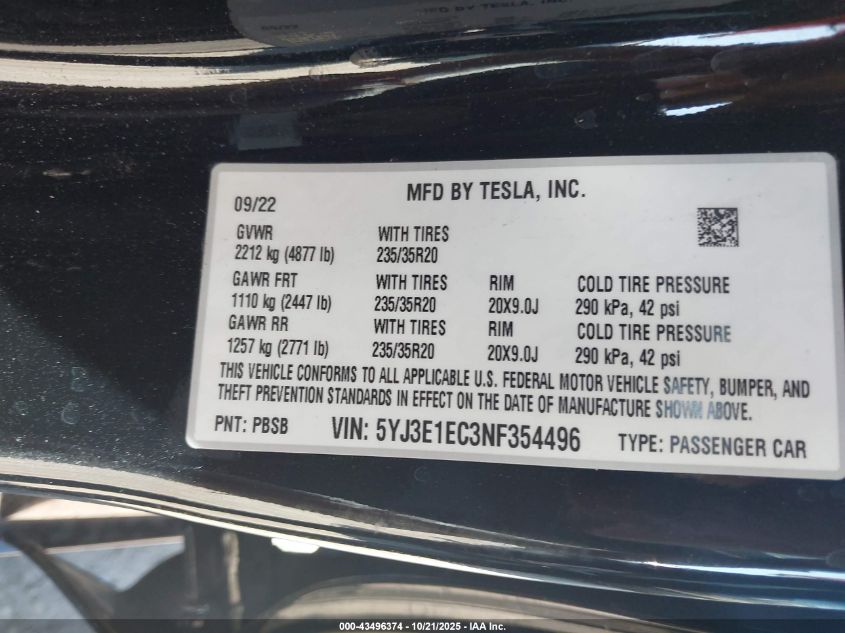 MFD BY TESLA, INC.
09/22
GVWR WITH TIRES
2212 kg (4877 lb) 235/35R20
GAWR FRT WITH TIRES RIM COLD TIRE PRESSURE
1110 kg (2447 lb) 235/35R20 20X9.0J 290 kPa, 42 psi
GAWR RR WITH TIRES RIM COLD TIRE PRESSURE
1257 kg (2771 lb) 235/35R20 20X9.0J 290 kPa, 42 psi
THIS VEHICLE CONFORMS TO ALL APPLICABLE U.S. FEDERAL MOTOR VEHICLE SAFETY, BUMPER, AND
THEFT PREVENTION STANDARDS IN EFFECT ON THE DATE OF MANUFACTURE SHOWN ABOVE.
PNT: PBSB VIN: 5YJ3E1EC3NF354496 TYPE: PASSENGER CAR
000-43496374 - 10/21/2025 - IAA Inc.